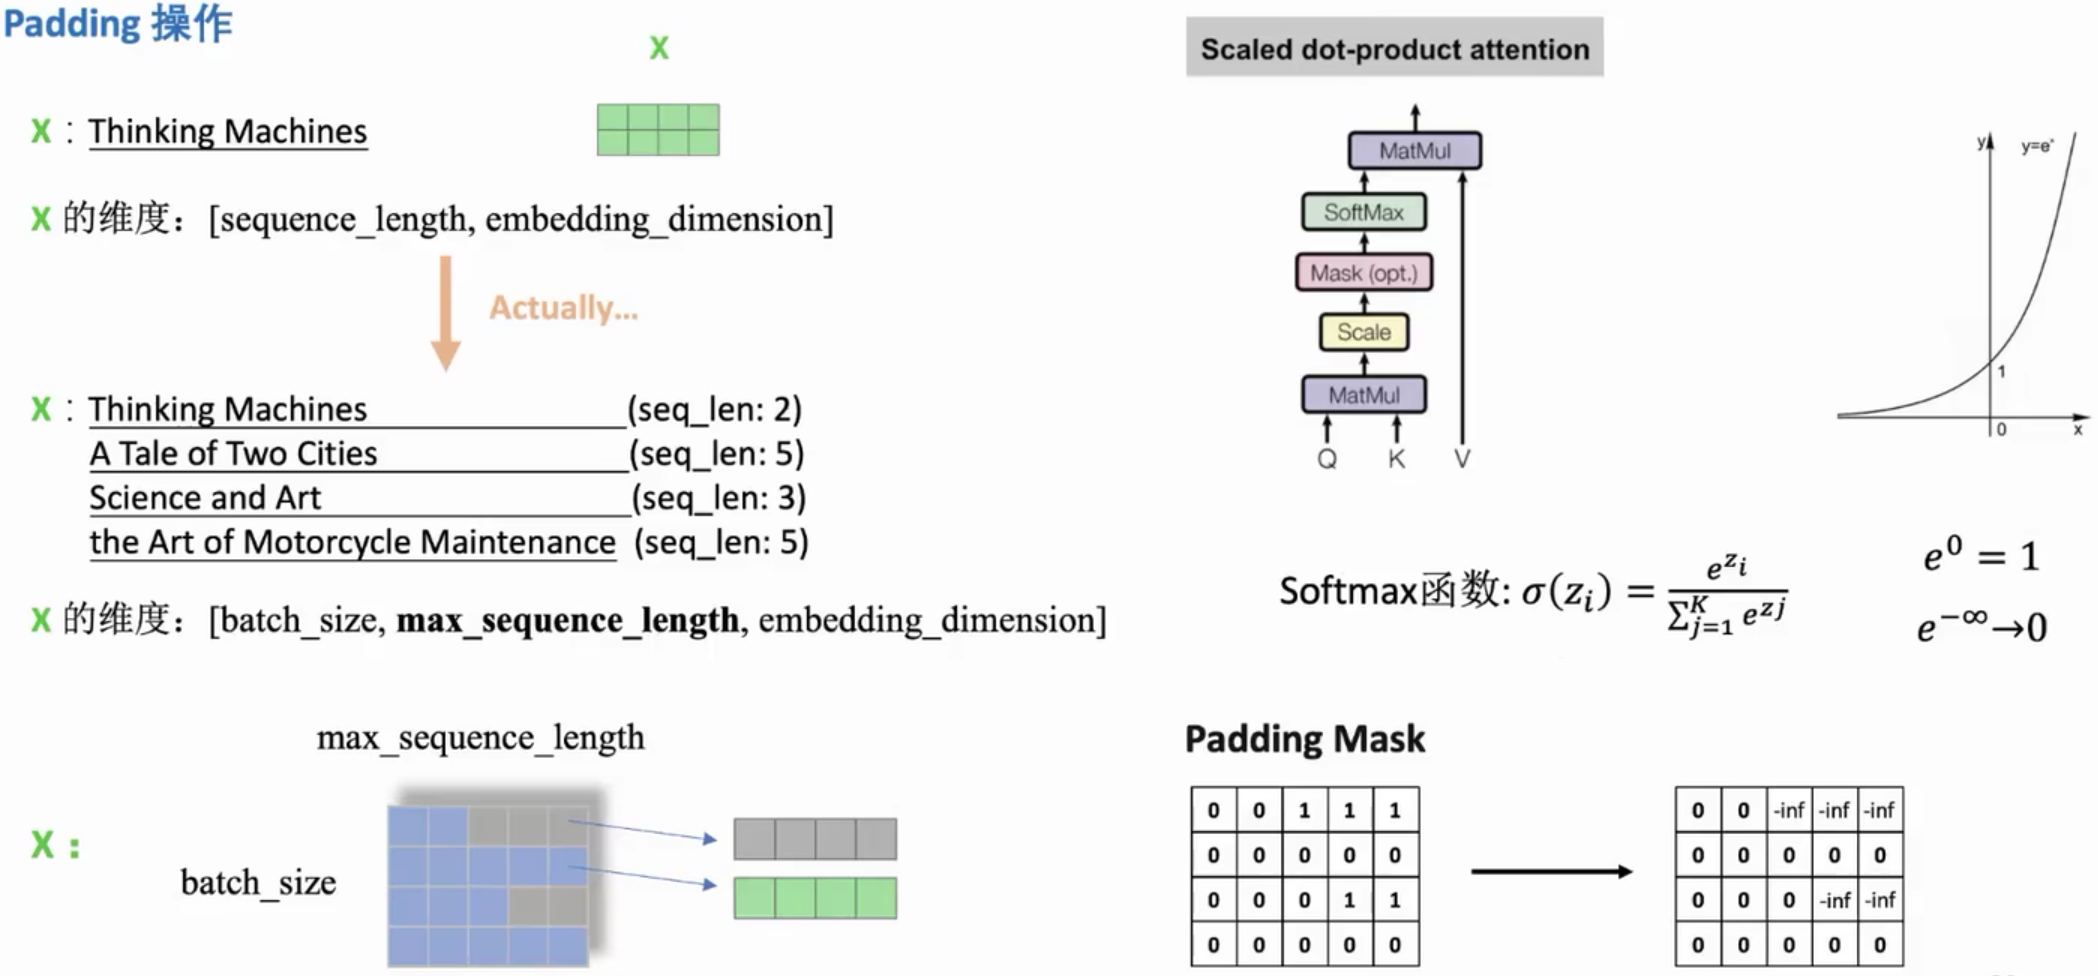 Padding 操作
X
X : Thinking Machines
X 的维度： [sequence_length, embedding_dimension]
Actually...
X : Thinking Machines (seq_len: 2)
A Tale of Two Cities (seq_len: 5)
Science and Art (seq_len: 3)
the Art of Motorcycle Maintenance (seq_len: 5)
X 的维度： [batch_size, max_sequence_length, embedding_dimension]
max_sequence_length
X :
batch_size
Scaled dot-product attention
MatMul
SoftMax
Mask (opt.)
Scale
MatMul
Q K V
y y=eˣ
1
0 x
Softmax函数: σ(z_i) = e^{z_i} / ∑_{j=1}^{K} e^{zj}
e^0 = 1
e^{-∞}→0
Padding Mask
0 0 1 1 1
0 0 0 0 0
0 0 0 1 1
0 0 0 0 0
0 0 -inf -inf -inf
0 0 0 0 0
0 0 0 -inf -inf
0 0 0 0 0